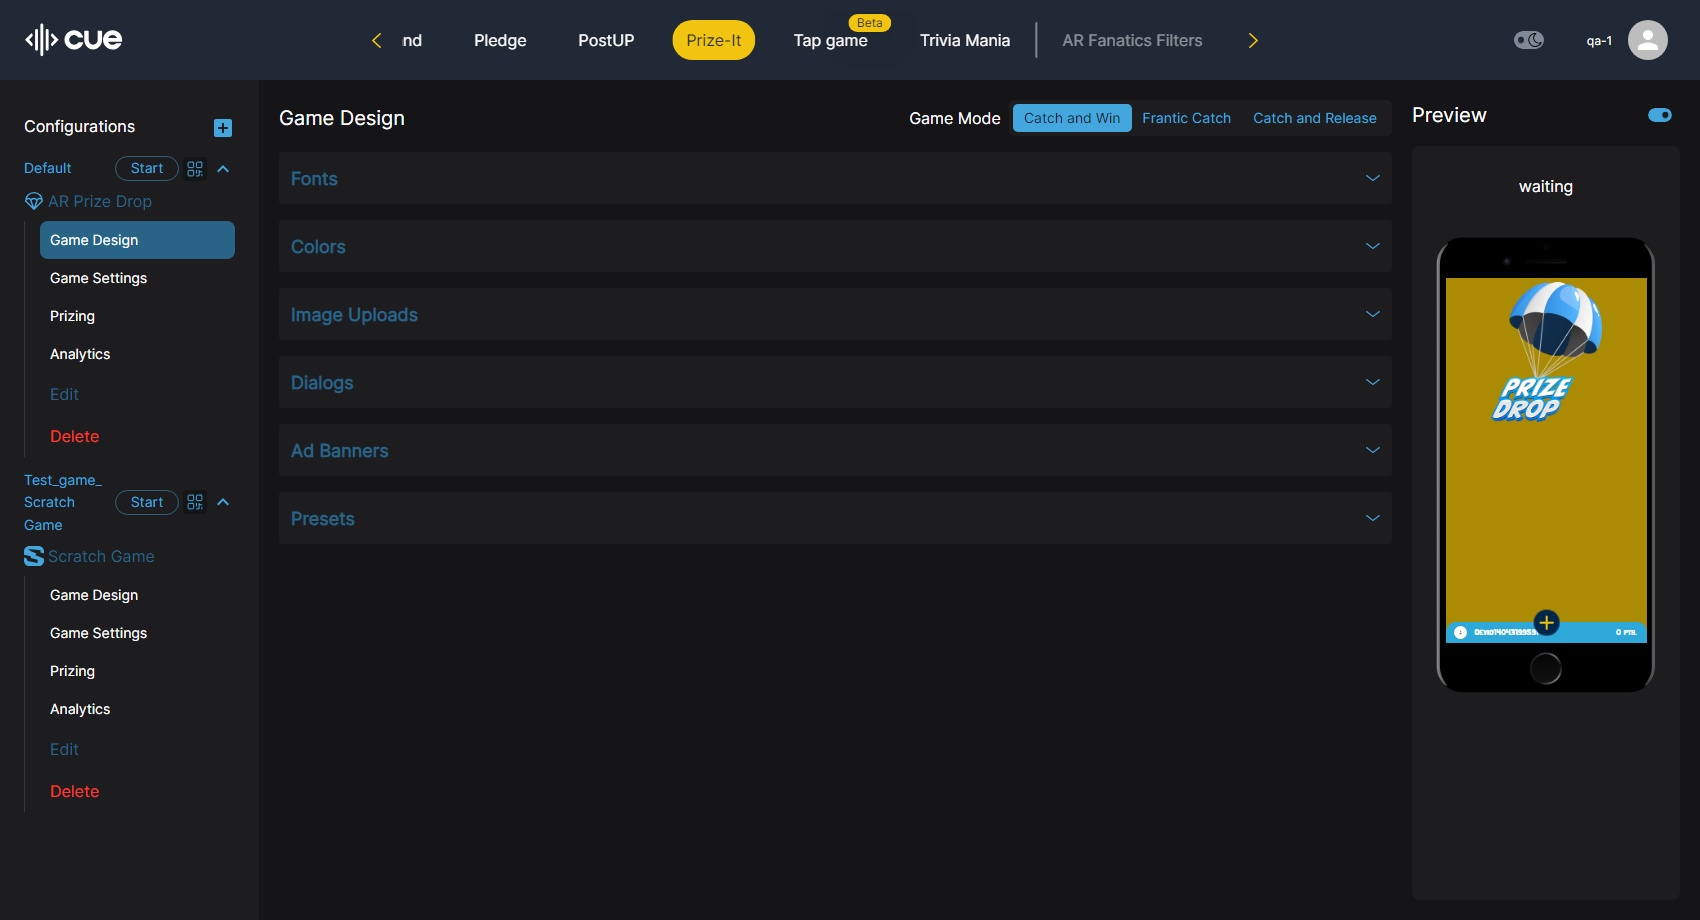 cue
nd
Pledge
PostUP
Prize-It
Beta
Tap game
Trivia Mania
AR Fanatics Filters
qa-1
Configurations
Default
Start
AR Prize Drop
Game Design
Game Settings
Prizing
Analytics
Edit
Delete
Test_game_
Scratch
Game
Start
Scratch Game
Game Design
Game Settings
Prizing
Analytics
Edit
Delete
Game Design
Game Mode
Catch and Win
Frantic Catch
Catch and Release
Fonts
Colors
Image Uploads
Dialogs
Ad Banners
Presets
Preview
waiting
PRIZE
DROP
0 PTS.